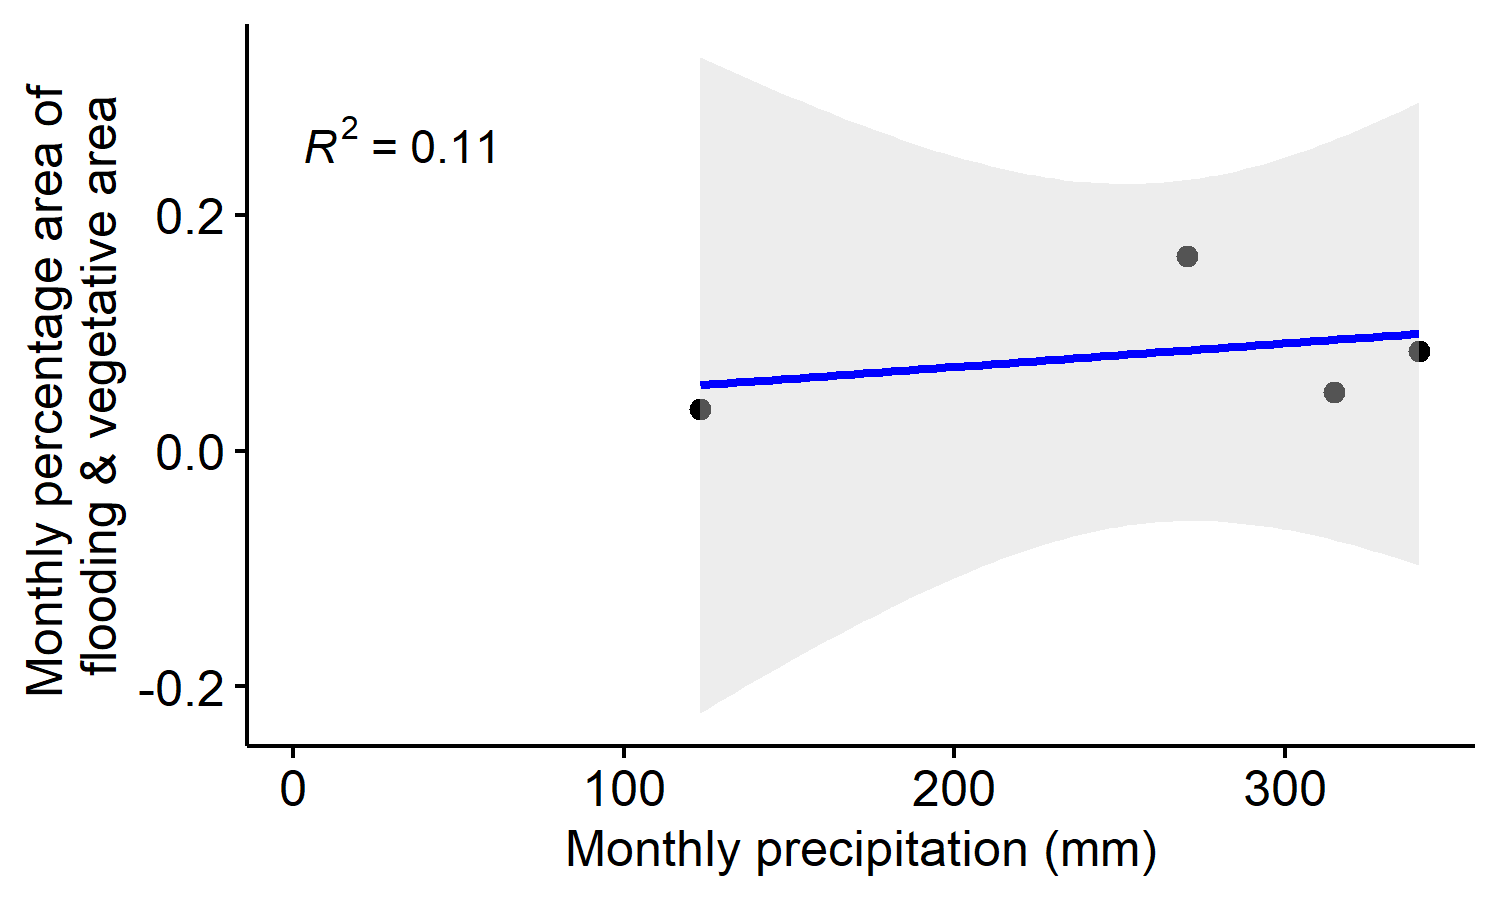 Monthly percentage area of
flooding & vegetative area
R² = 0.11
0.2
0.0
-0.2
0 100 200 300
Monthly precipitation (mm)